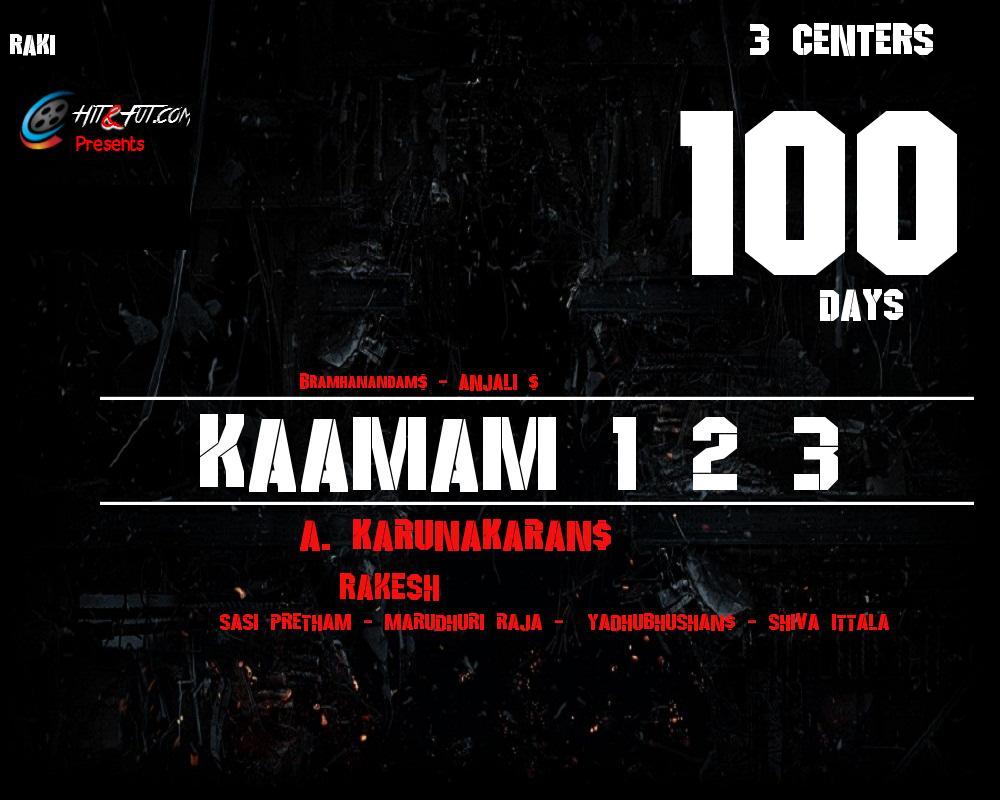 RAKI
3 CENTERS
HIT&FUT.COM
Presents
100
DAYS
BRAMHANANDAM$ - ANJALI $
KAAMAM 1 2 3
A. KARUNAKARAN$
RAKESH
SASI PRETHAM - MARUDHURI RAJA - YADHUBHUSHAN$ - SHIVA ITTALA